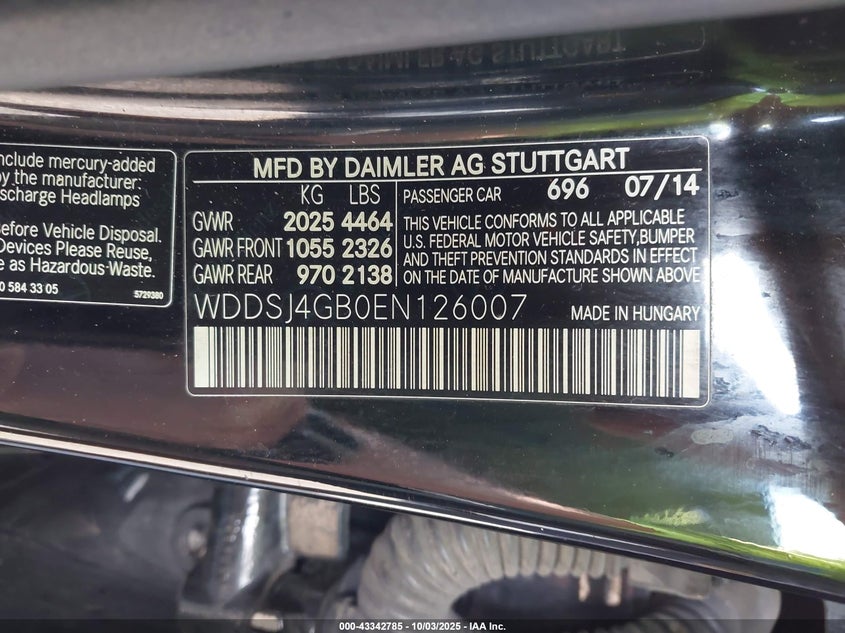 nclude mercury-added
by the manufacturer:
scharge Headlamps
Before Vehicle Disposal.
Devices Please Reuse,
e as Hazardous-Waste.
0 584 33 05
5729380
MFD BY DAIMLER AG STUTTGART
KG LBS
GVWR 2025 4464
GAWR FRONT 1055 2326
GAWR REAR 970 2138
PASSENGER CAR 696 07/14
THIS VEHICLE CONFORMS TO ALL APPLICABLE
U.S. FEDERAL MOTOR VEHICLE SAFETY,BUMPER
AND THEFT PREVENTION STANDARDS IN EFFECT
ON THE DATE OF MANUFACTURE SHOWN ABOVE.
WDDSJ4GB0EN126007 MADE IN HUNGARY
000-43342785 - 10/03/2025 - IAA Inc.